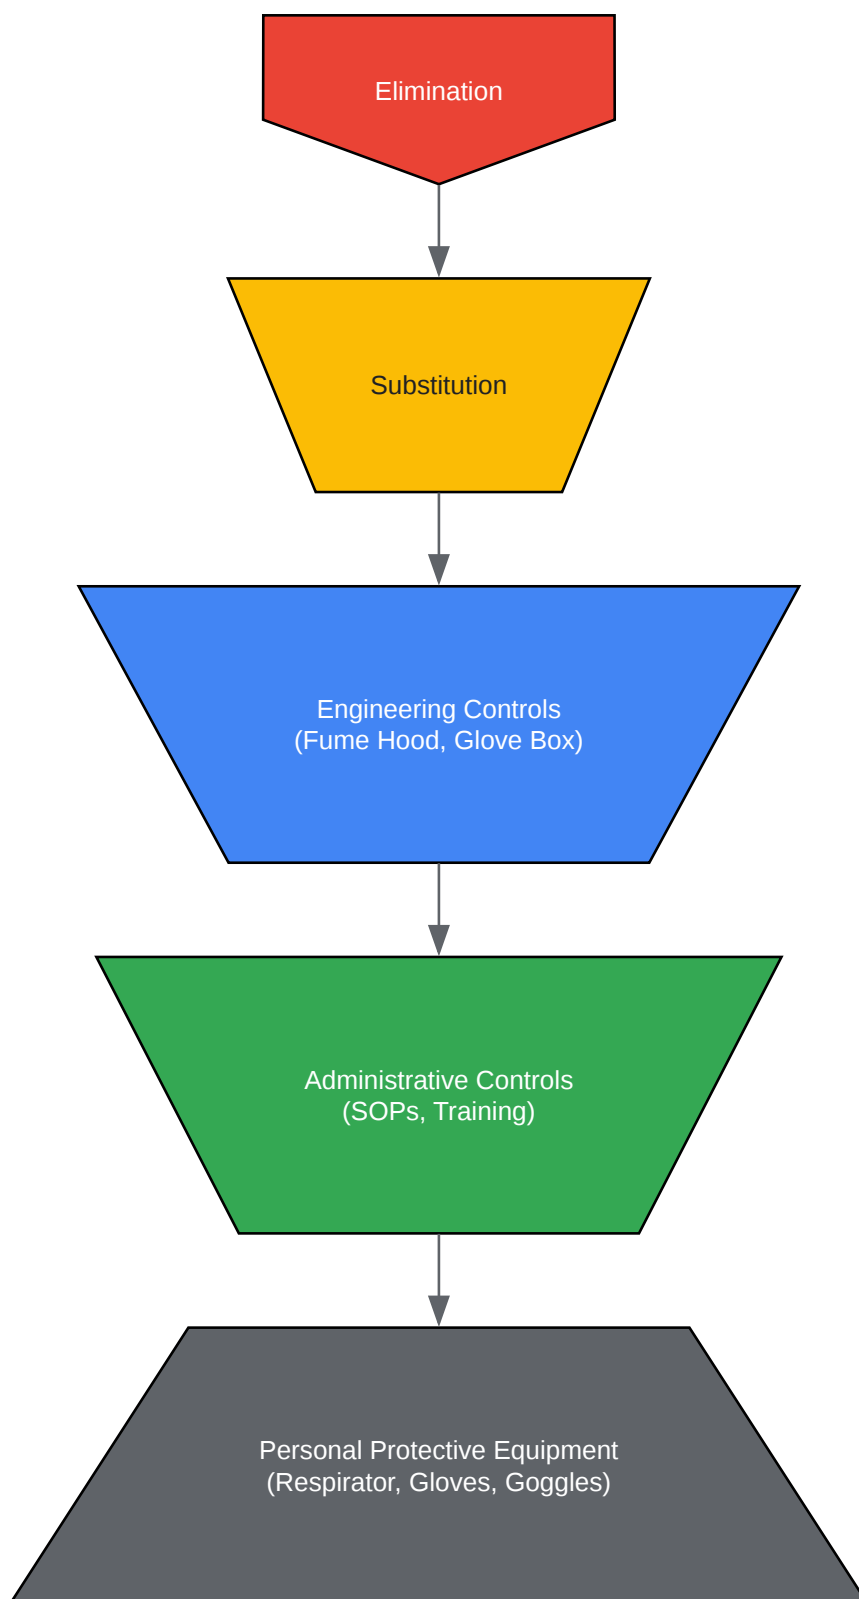 Elimination
Substitution
Engineering Controls
(Fume Hood, Glove Box)
Administrative Controls
(SOPs, Training)
Personal Protective Equipment
(Respirator, Gloves, Goggles)